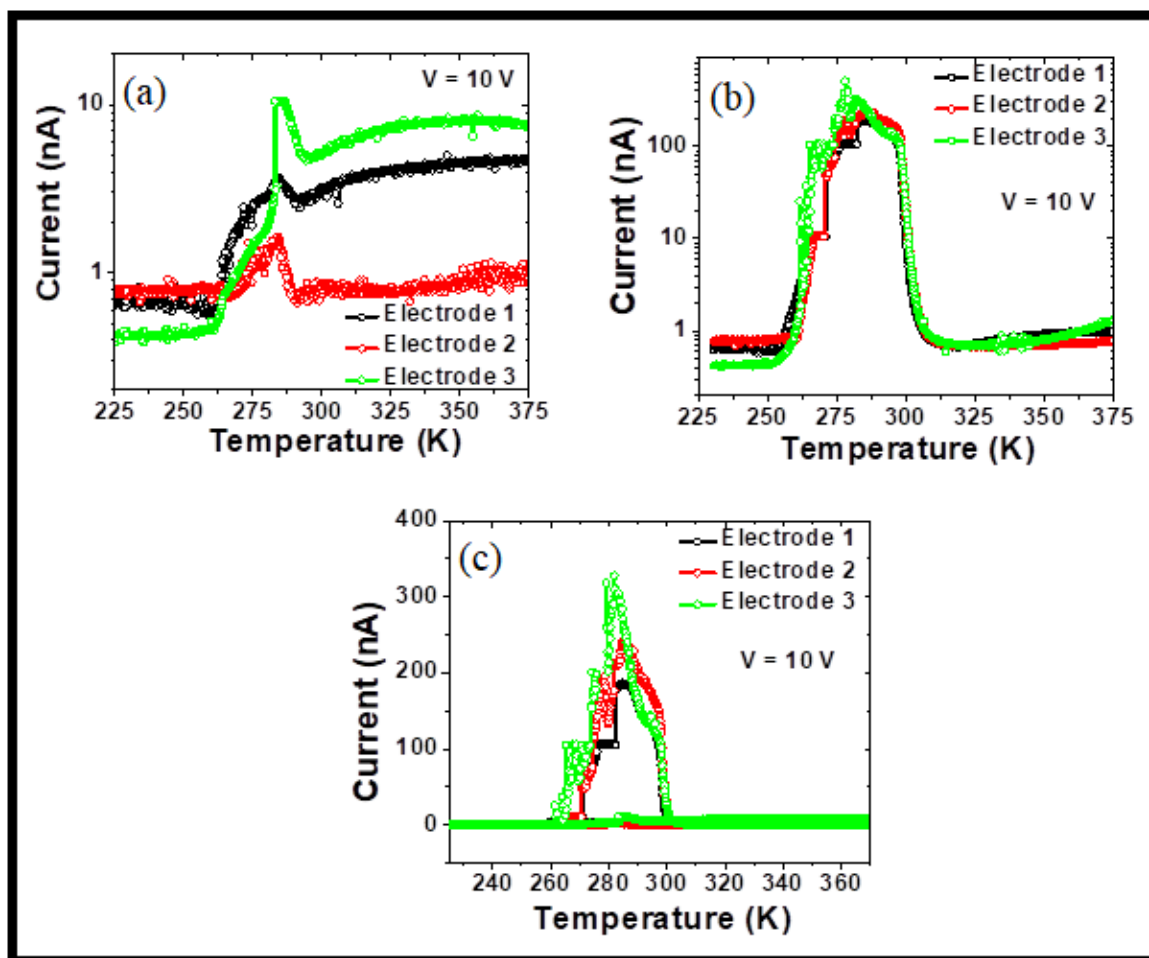 (a)
V = 10 V
Electrode 1
Electrode 2
Electrode 3
10
1
Current (nA)
225 250 275 300 325 350 375
Temperature (K)
(b)
Electrode 1
Electrode 2
Electrode 3
V = 10 V
100
10
1
Current (nA)
225 250 275 300 325 350 375
Temperature (K)
(c)
Electrode 1
Electrode 2
Electrode 3
V = 10 V
400
300
200
100
0
Current (nA)
240 260 280 300 320 340 360
Temperature (K)